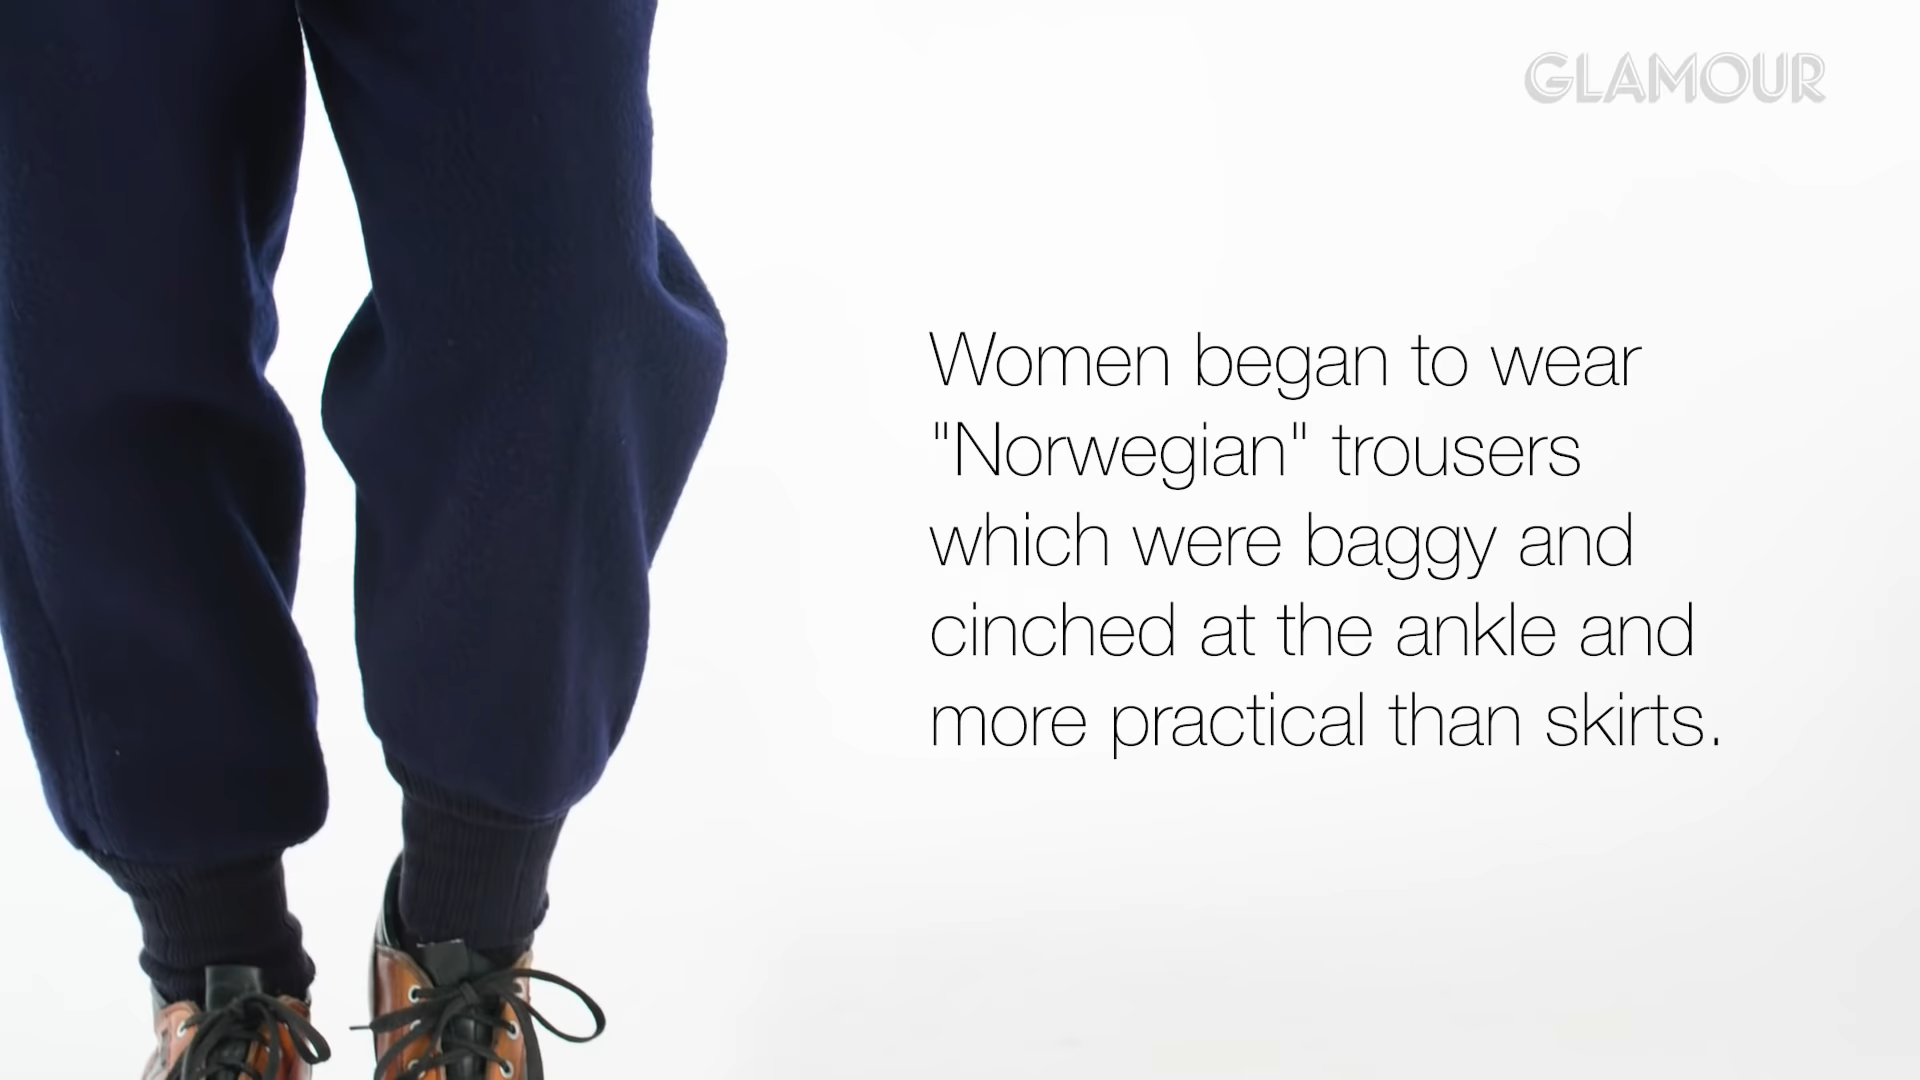 GLAMOUR
Women began to wear
"Norwegian" trousers
which were baggy and
cinched at the ankle and
more practical than skirts.